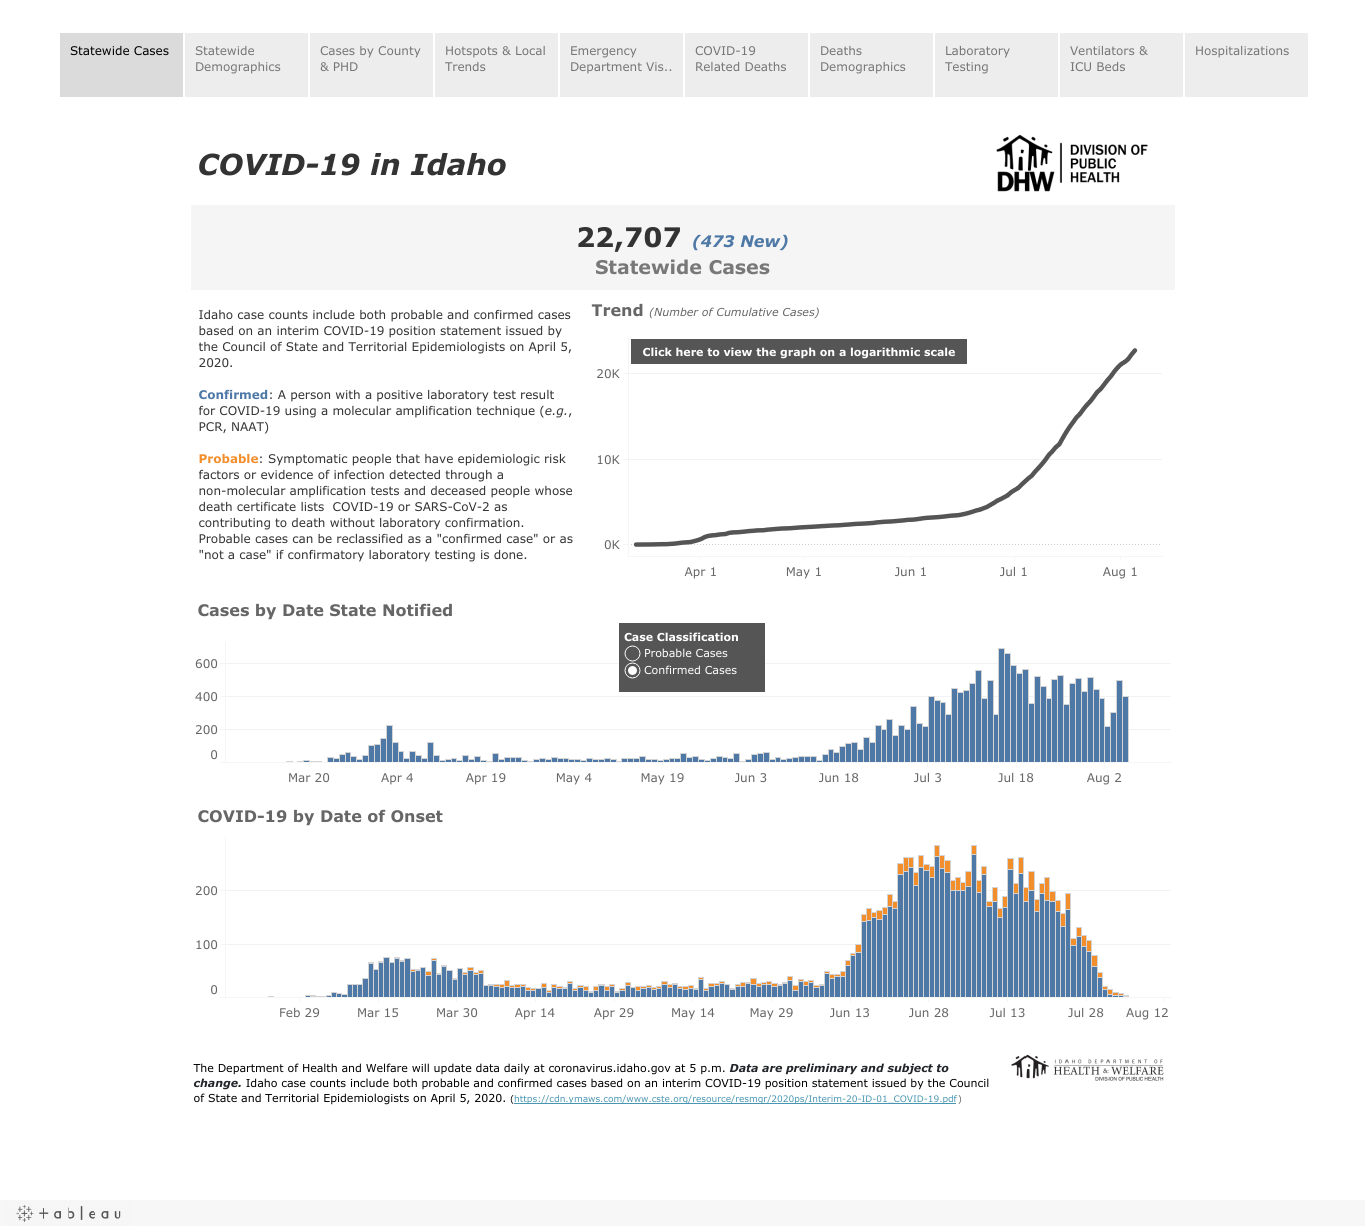 Statewide Cases
Statewide
Demographics
Cases by County
& PHD
Hotspots & Local
Trends
Emergency
Department Vis..
COVID-19
Related Deaths
Deaths
Demographics
Laboratory
Testing
Ventilators &
ICU Beds
Hospitalizations
COVID-19 in Idaho
DHW
DIVISION OF
PUBLIC
HEALTH
22,707 (473 New)
Statewide Cases
Idaho case counts include both probable and confirmed cases
based on an interim COVID-19 position statement issued by
the Council of State and Territorial Epidemiologists on April 5,
2020.
Confirmed: A person with a positive laboratory test result
for COVID-19 using a molecular amplification technique (e.g.,
PCR, NAAT)
Probable: Symptomatic people that have epidemiologic risk
factors or evidence of infection detected through a
non-molecular amplification tests and deceased people whose
death certificate lists  COVID-19 or SARS-CoV-2 as
contributing to death without laboratory confirmation.
Probable cases can be reclassified as a "confirmed case" or as
"not a case" if confirmatory laboratory testing is done.
Trend (Number of Cumulative Cases)
Click here to view the graph on a logarithmic scale
20K
10K
0K
Apr 1 May 1 Jun 1 Jul 1 Aug 1
Cases by Date State Notified
Case Classification
Probable Cases
Confirmed Cases
600
400
200
0
Mar 20 Apr 4 Apr 19 May 4 May 19 Jun 3 Jun 18 Jul 3 Jul 18 Aug 2
COVID-19 by Date of Onset
200
100
0
Feb 29 Mar 15 Mar 30 Apr 14 Apr 29 May 14 May 29 Jun 13 Jun 28 Jul 13 Jul 28 Aug 12
The Department of Health and Welfare will update data daily at coronavirus.idaho.gov at 5 p.m. Data are preliminary and subject to
change. Idaho case counts include both probable and confirmed cases based on an interim COVID-19 position statement issued by the Council
of State and Territorial Epidemiologists on April 5, 2020. (https://cdn.ymaws.com/www.cste.org/resource/resmgr/2020ps/Interim-20-ID-01_COVID-19.pdf)
IDAHO DEPARTMENT OF
HEALTH & WELFARE
DIVISION OF PUBLIC HEALTH
+ a b l e a u